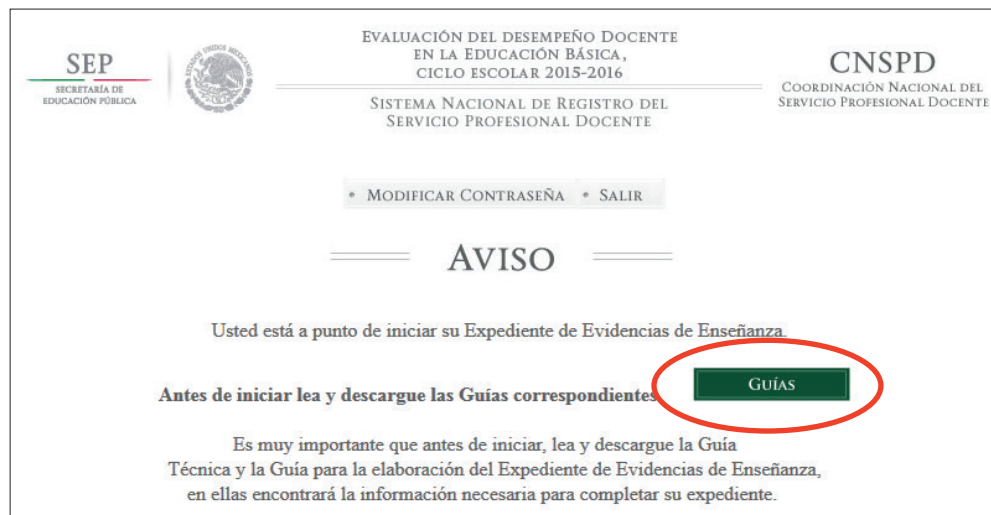 SEP
SECRETARÍA DE
EDUCACIÓN PÚBLICA
ESTADOS UNIDOS MEXICANOS
EVALUACIÓN DEL DESEMPEÑO DOCENTE
EN LA EDUCACIÓN BÁSICA,
CICLO ESCOLAR 2015-2016
SISTEMA NACIONAL DE REGISTRO DEL
SERVICIO PROFESIONAL DOCENTE
CNSPD
COORDINACIÓN NACIONAL DEL
SERVICIO PROFESIONAL DOCENTE
• MODIFICAR CONTRASEÑA • SALIR
AVISO
Usted está a punto de iniciar su Expediente de Evidencias de Enseñanza.
Antes de iniciar lea y descargue las Guías correspondientes
GUÍAS
Es muy importante que antes de iniciar, lea y descargue la Guía
Técnica y la Guía para la elaboración del Expediente de Evidencias de Enseñanza,
en ellas encontrará la información necesaria para completar su expediente.